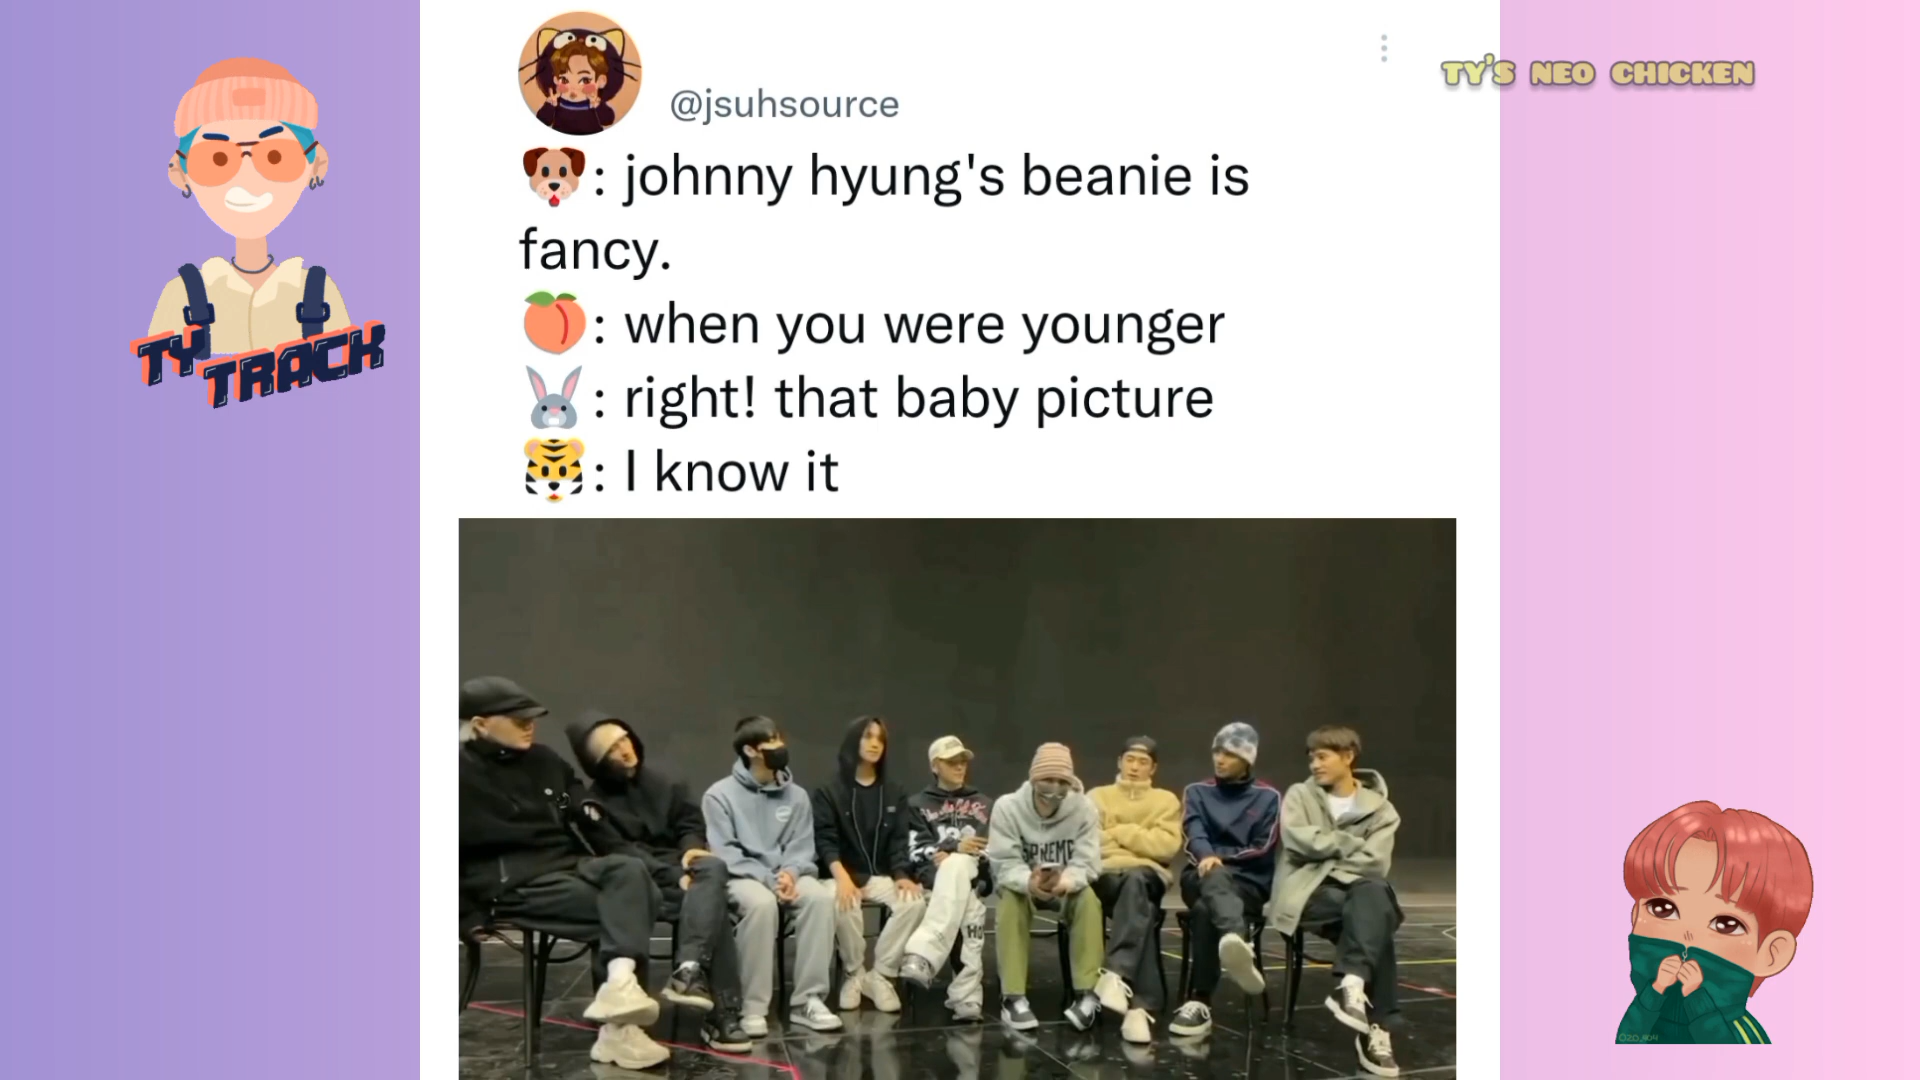 TY'S NEO CHICKEN
@jsuhsource
🐶: johnny hyung's beanie is
fancy.
🍑: when you were younger
🐰: right! that baby picture
🐯: I know it
TY
TRACK